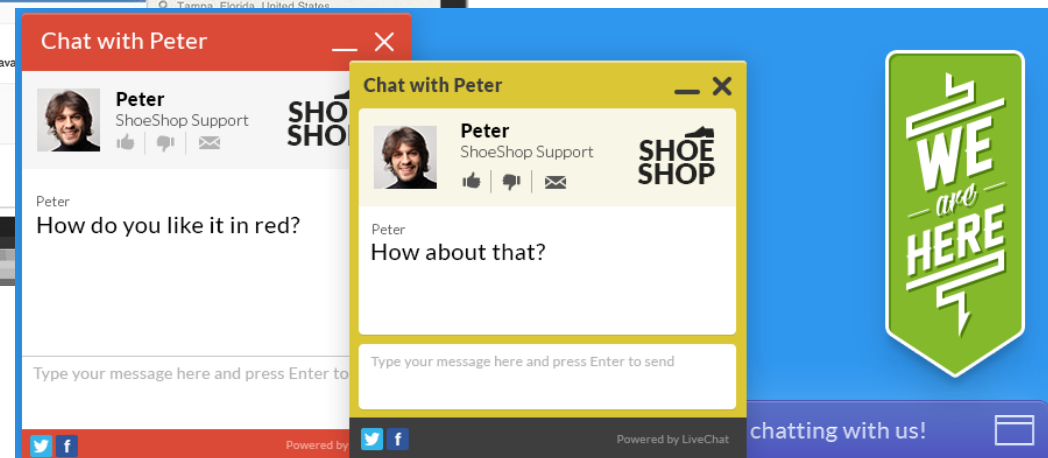 Tampa, Florida, United States
ava
Chat with Peter
Peter
ShoeShop Support
SHO
SHO
Peter
How do you like it in red?
Type your message here and press Enter to
Powered by
Chat with Peter
Peter
ShoeShop Support
SHOE
SHOP
Peter
How about that?
Type your message here and press Enter to send
Powered by LiveChat
WE
are
HERE
chatting with us!